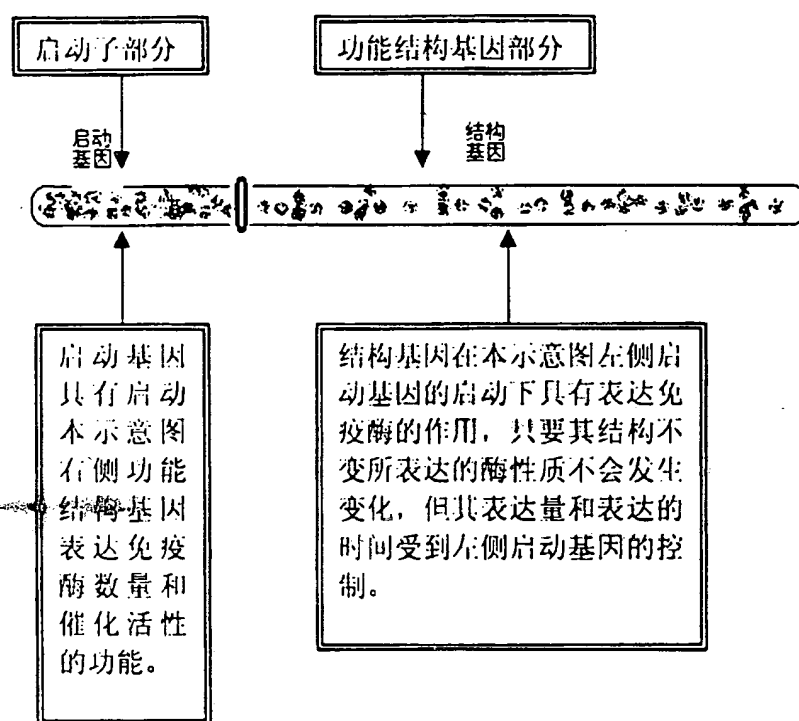 启动子部分
功能结构基因部分
启动
基因
结构
基因
启动基因
具有启动
本示意图
右侧功能
结构基因
表达免疫
酶数量和
催化活性
的功能。
结构基因在本示意图左侧启
动基因的启动下具有表达免
疫酶的作用，只要其结构不
变所表达的酶性质不会发生
变化，但其表达量和表达的
时间受到左侧启动基因的控
制。